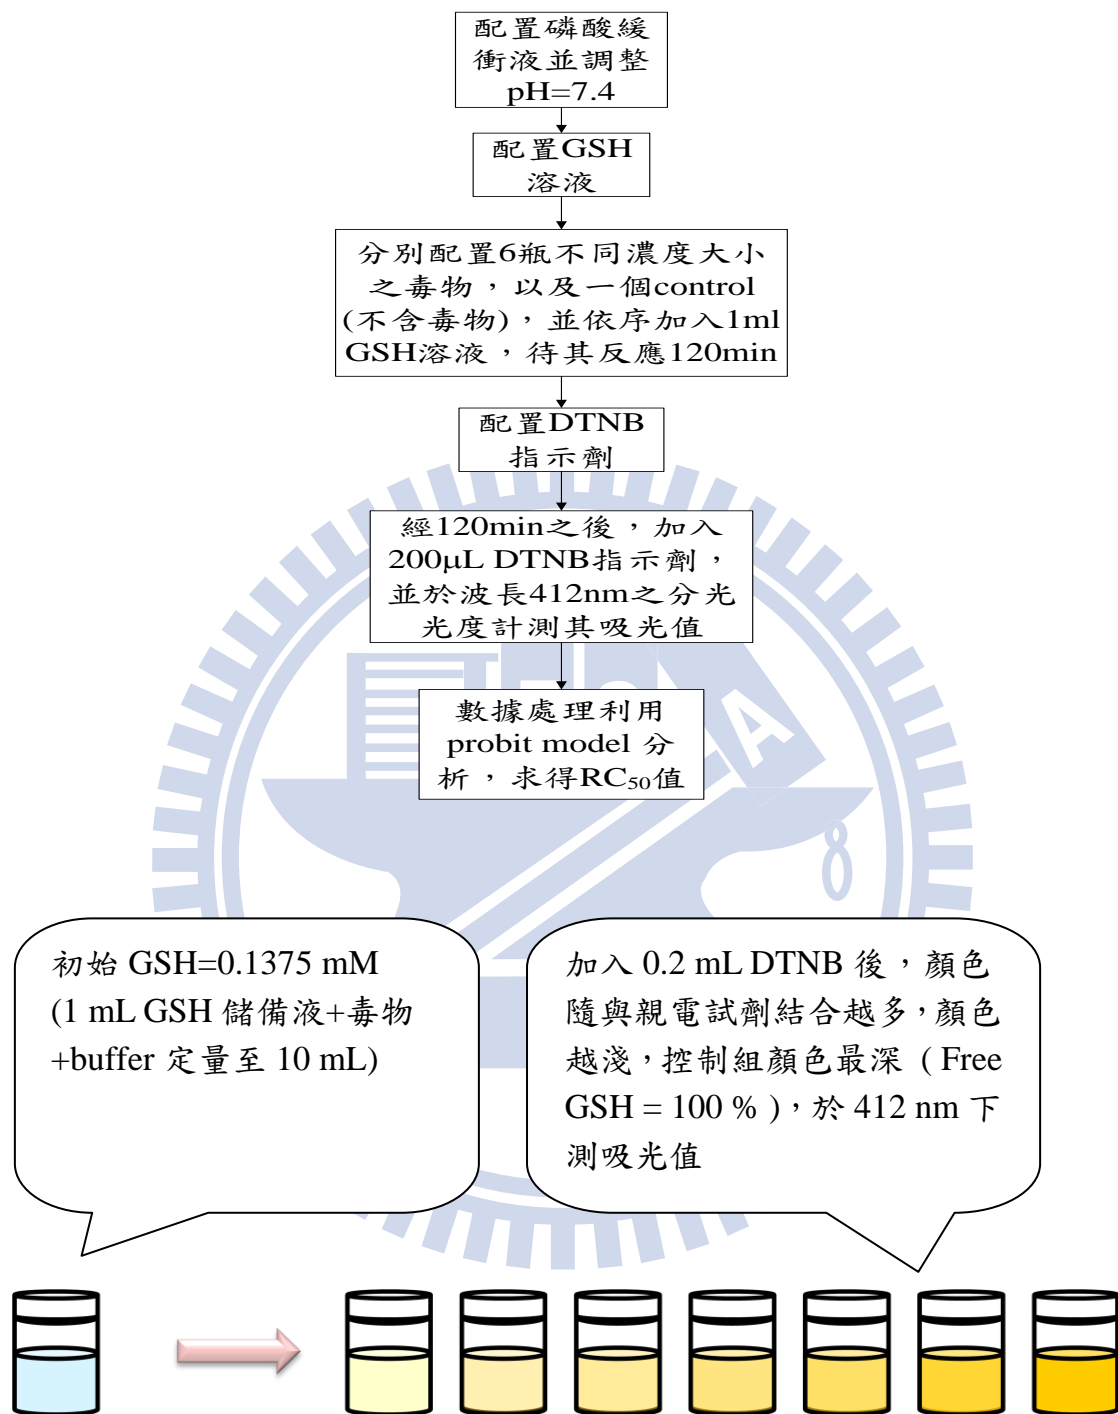 配置磷酸緩
衝液並調整
pH=7.4
配置GSH
溶液
分別配置6瓶不同濃度大小
之毒物，以及一個control
(不含毒物)，並依序加入1ml
GSH溶液，待其反應120min
配置DTNB
指示劑
經120min之後，加入
200μL DTNB指示劑，
並於波長412nm之分光
光度計測其吸光值
數據處理利用
probit model 分
析，求得RC₅₀值
初始 GSH=0.1375 mM
(1 mL GSH 儲備液+毒物
+buffer 定量至 10 mL)
加入 0.2 mL DTNB 後，顏色
隨與親電試劑結合越多，顏色
越淺，控制組顏色最深 ( Free
GSH = 100 % )，於 412 nm 下
測吸光值